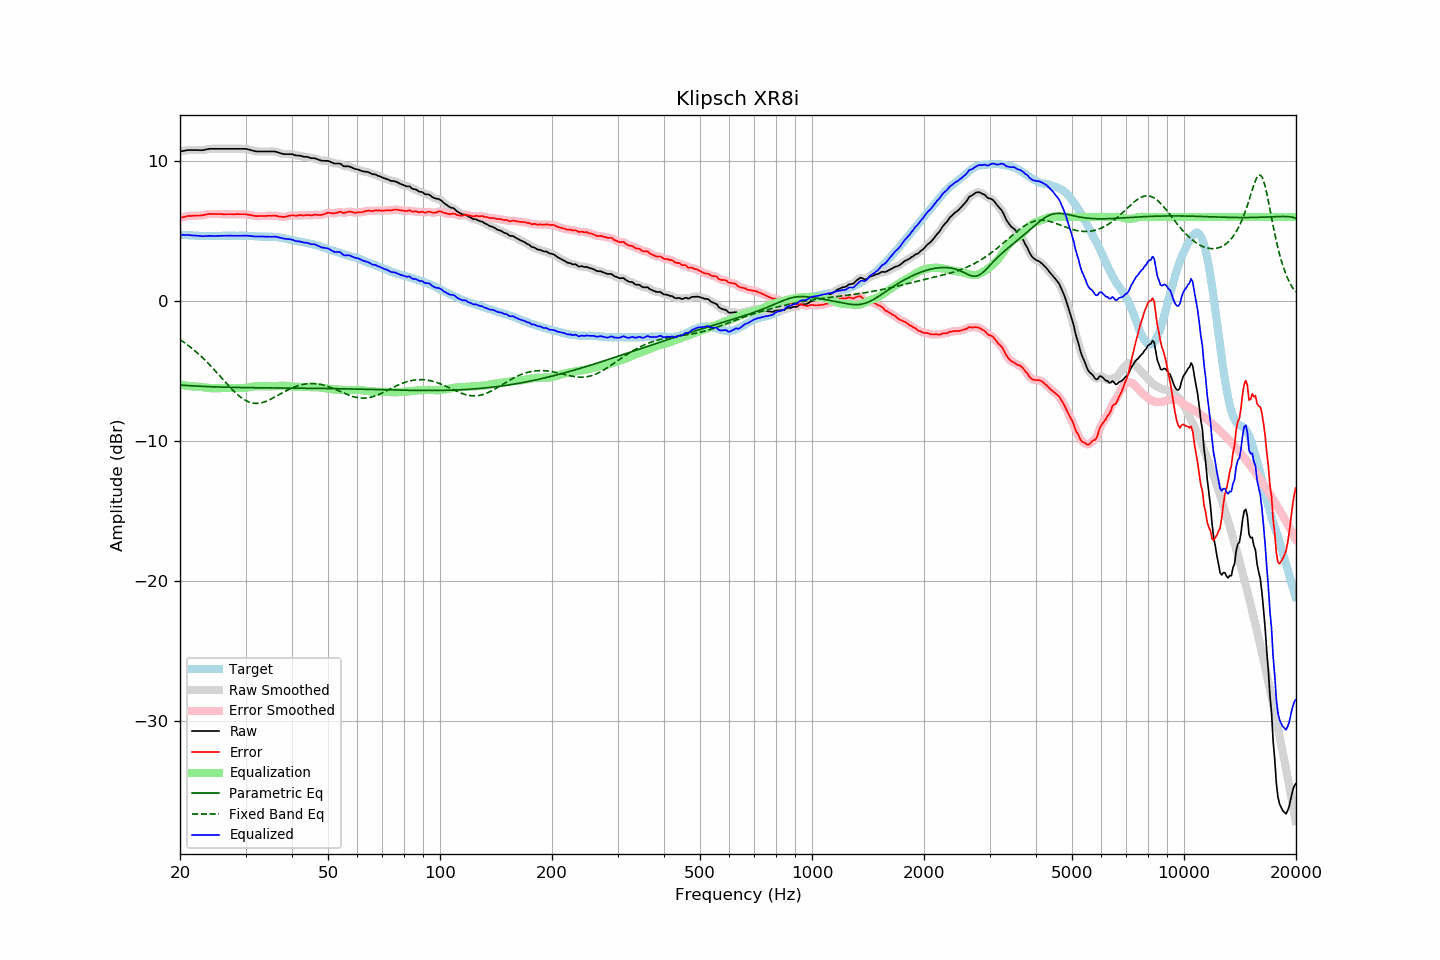 Klipsch XR8i
10
0
−10
−20
−30
Amplitude (dBr)
Target
Raw Smoothed
Error Smoothed
Raw
Error
Equalization
Parametric Eq
Fixed Band Eq
Equalized
20 50 100 200 500 1000 2000 5000 10000 20000
Frequency (Hz)